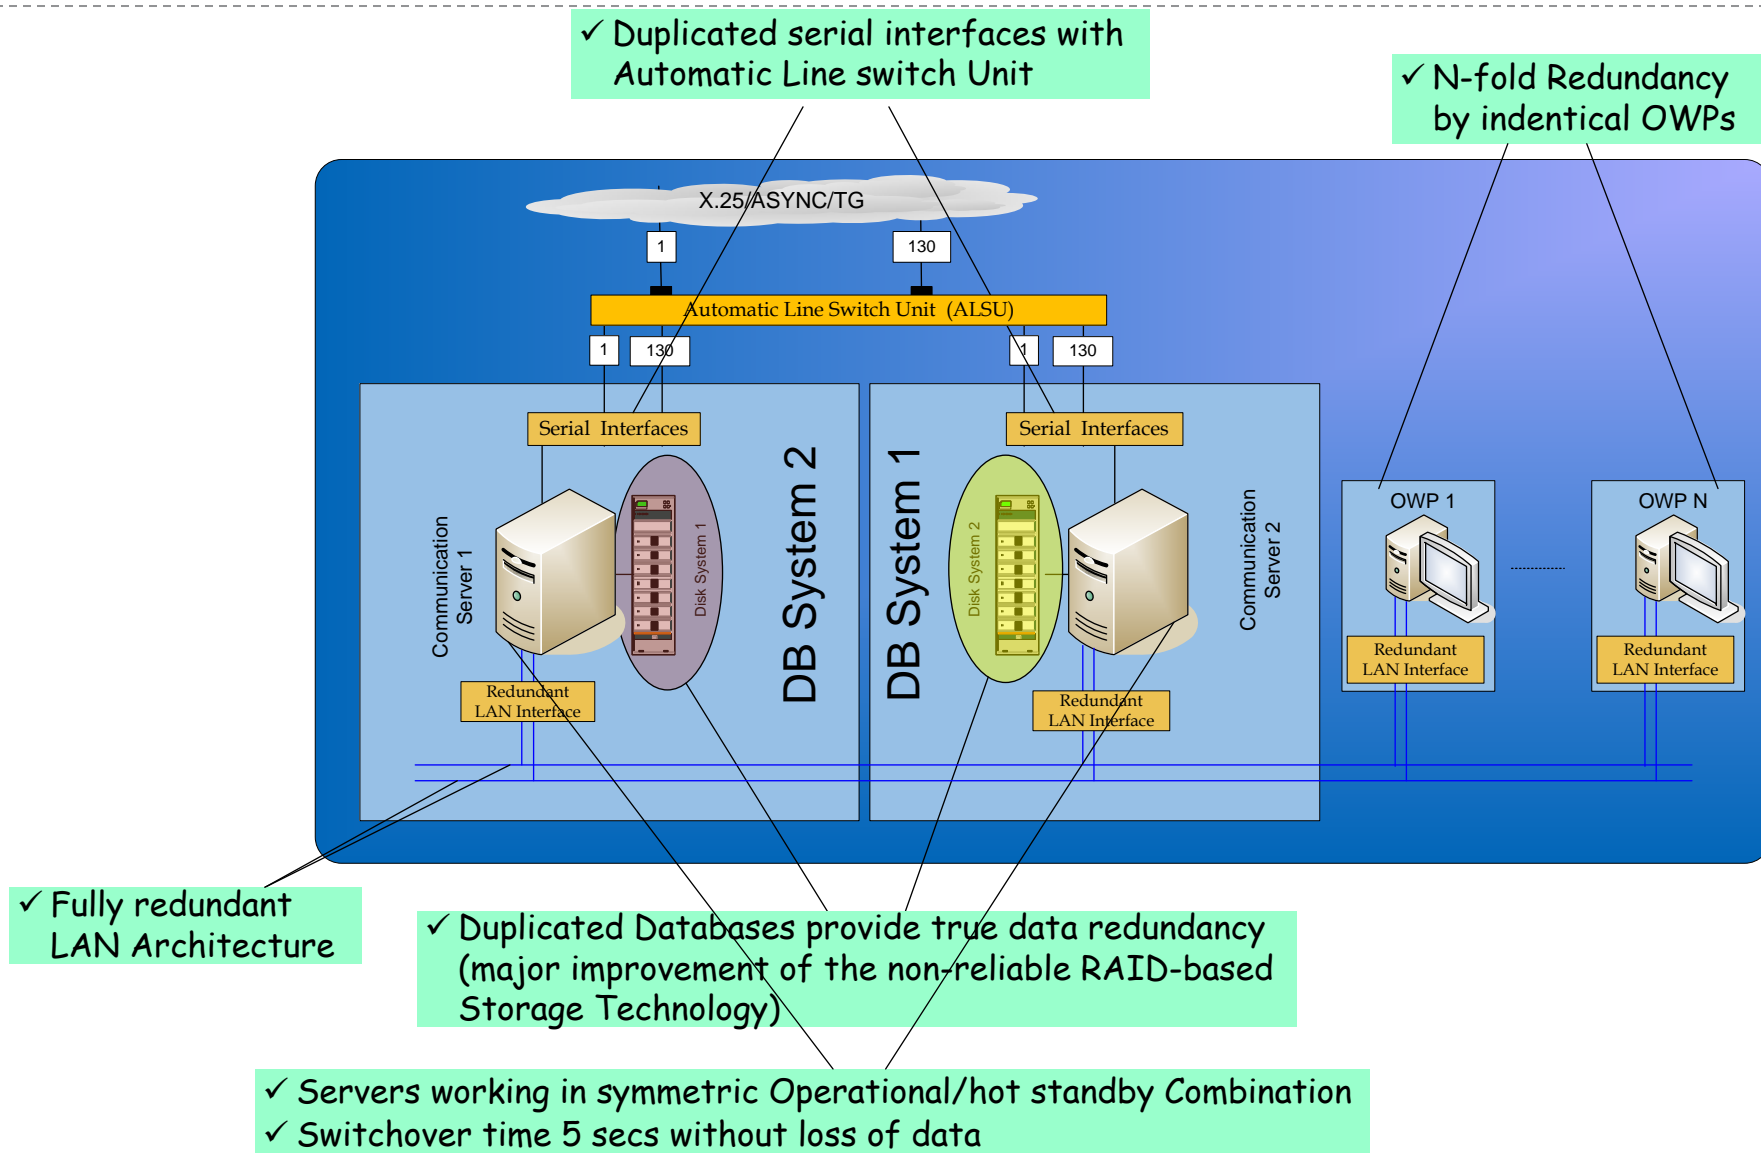 ✓ Duplicated serial interfaces with
Automatic Line switch Unit
✓ N-fold Redundancy
by indentical OWPs
X.25/ASYNC/TG
1
130
Automatic Line Switch Unit (ALSU)
1
130
1
130
Serial Interfaces
Serial Interfaces
Communication
Server 1
Disk System 1
DB System 2
DB System 1
Disk System 2
Communication
Server 2
OWP 1
OWP N
Redundant
LAN Interface
Redundant
LAN Interface
Redundant
LAN Interface
Redundant
LAN Interface
✓ Fully redundant
LAN Architecture
✓ Duplicated Databases provide true data redundancy
(major improvement of the non-reliable RAID-based
Storage Technology)
✓ Servers working in symmetric Operational/hot standby Combination
✓ Switchover time 5 secs without loss of data